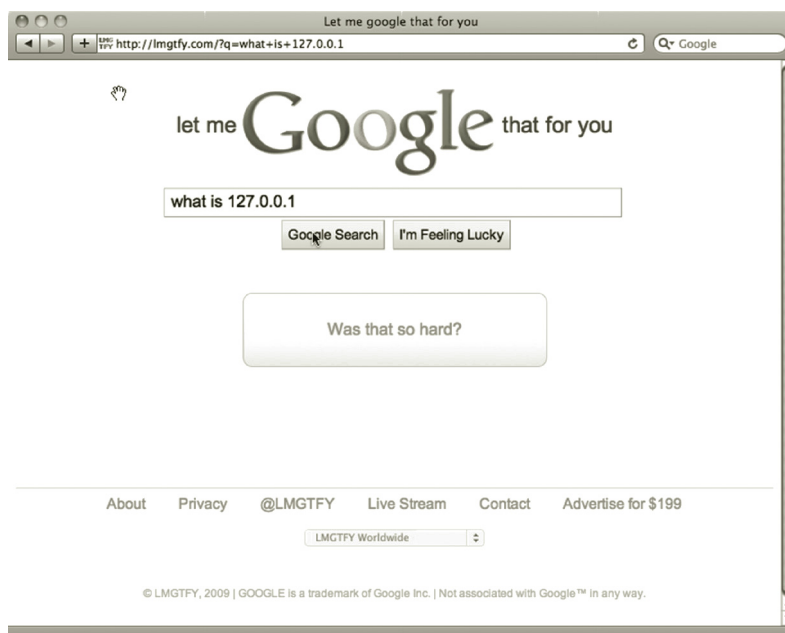 Let me google that for you
LMG TFY http://lmgtfy.com/?q=what+is+127.0.0.1 Google
let me Google that for you
what is 127.0.0.1
Google Search I'm Feeling Lucky
Was that so hard?
About Privacy @LMGTFY Live Stream Contact Advertise for $199
LMGTFY Worldwide
© LMGTFY, 2009 | GOOGLE is a trademark of Google Inc. | Not associated with Google™ in any way.